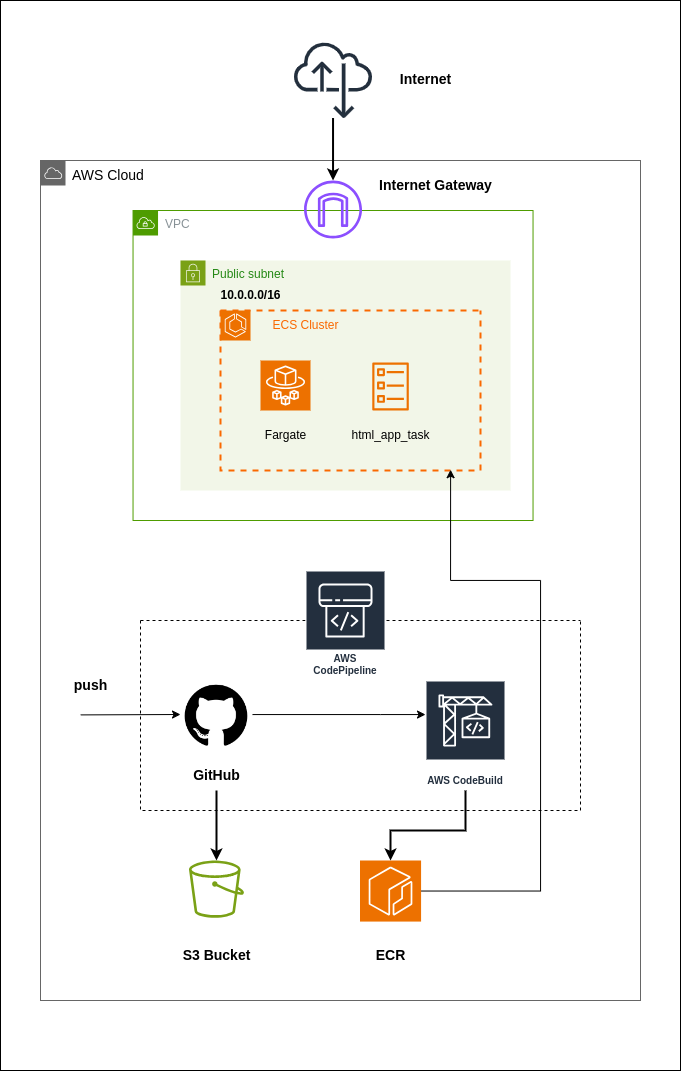 Internet
AWS Cloud
Internet Gateway
VPC
Public subnet
10.0.0.0/16
ECS Cluster
Fargate
html_app_task
AWS
CodePipeline
push
GitHub
AWS CodeBuild
S3 Bucket
ECR